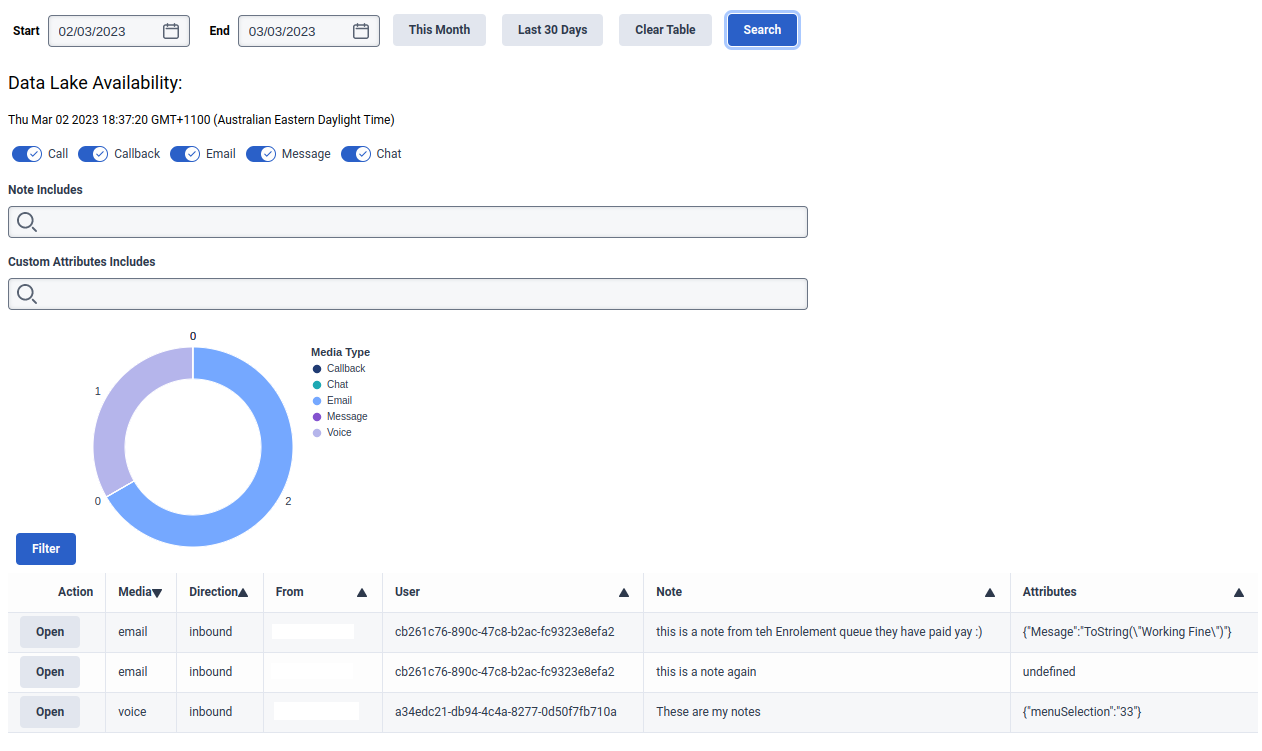 Start 02/03/2023 End 03/03/2023 This Month Last 30 Days Clear Table Search
Data Lake Availability:
Thu Mar 02 2023 18:37:20 GMT+1100 (Australian Eastern Daylight Time)
Call Callback Email Message Chat
Note Includes
Custom Attributes Includes
0
Media Type
Callback
Chat
1
Email
Message
Voice
0
2
Filter
Action Media Direction From User Note Attributes
Open email inbound cb261c76-890c-47c8-b2ac-fc9323e8efa2 this is a note from teh Enrolement queue they have paid yay :) {"Mesage":"ToString(\"Working Fine\")"}
Open email inbound cb261c76-890c-47c8-b2ac-fc9323e8efa2 this is a note again undefined
Open voice inbound a34edc21-db94-4c4a-8277-0d50f7fb710a These are my notes {"menuSelection":"33"}